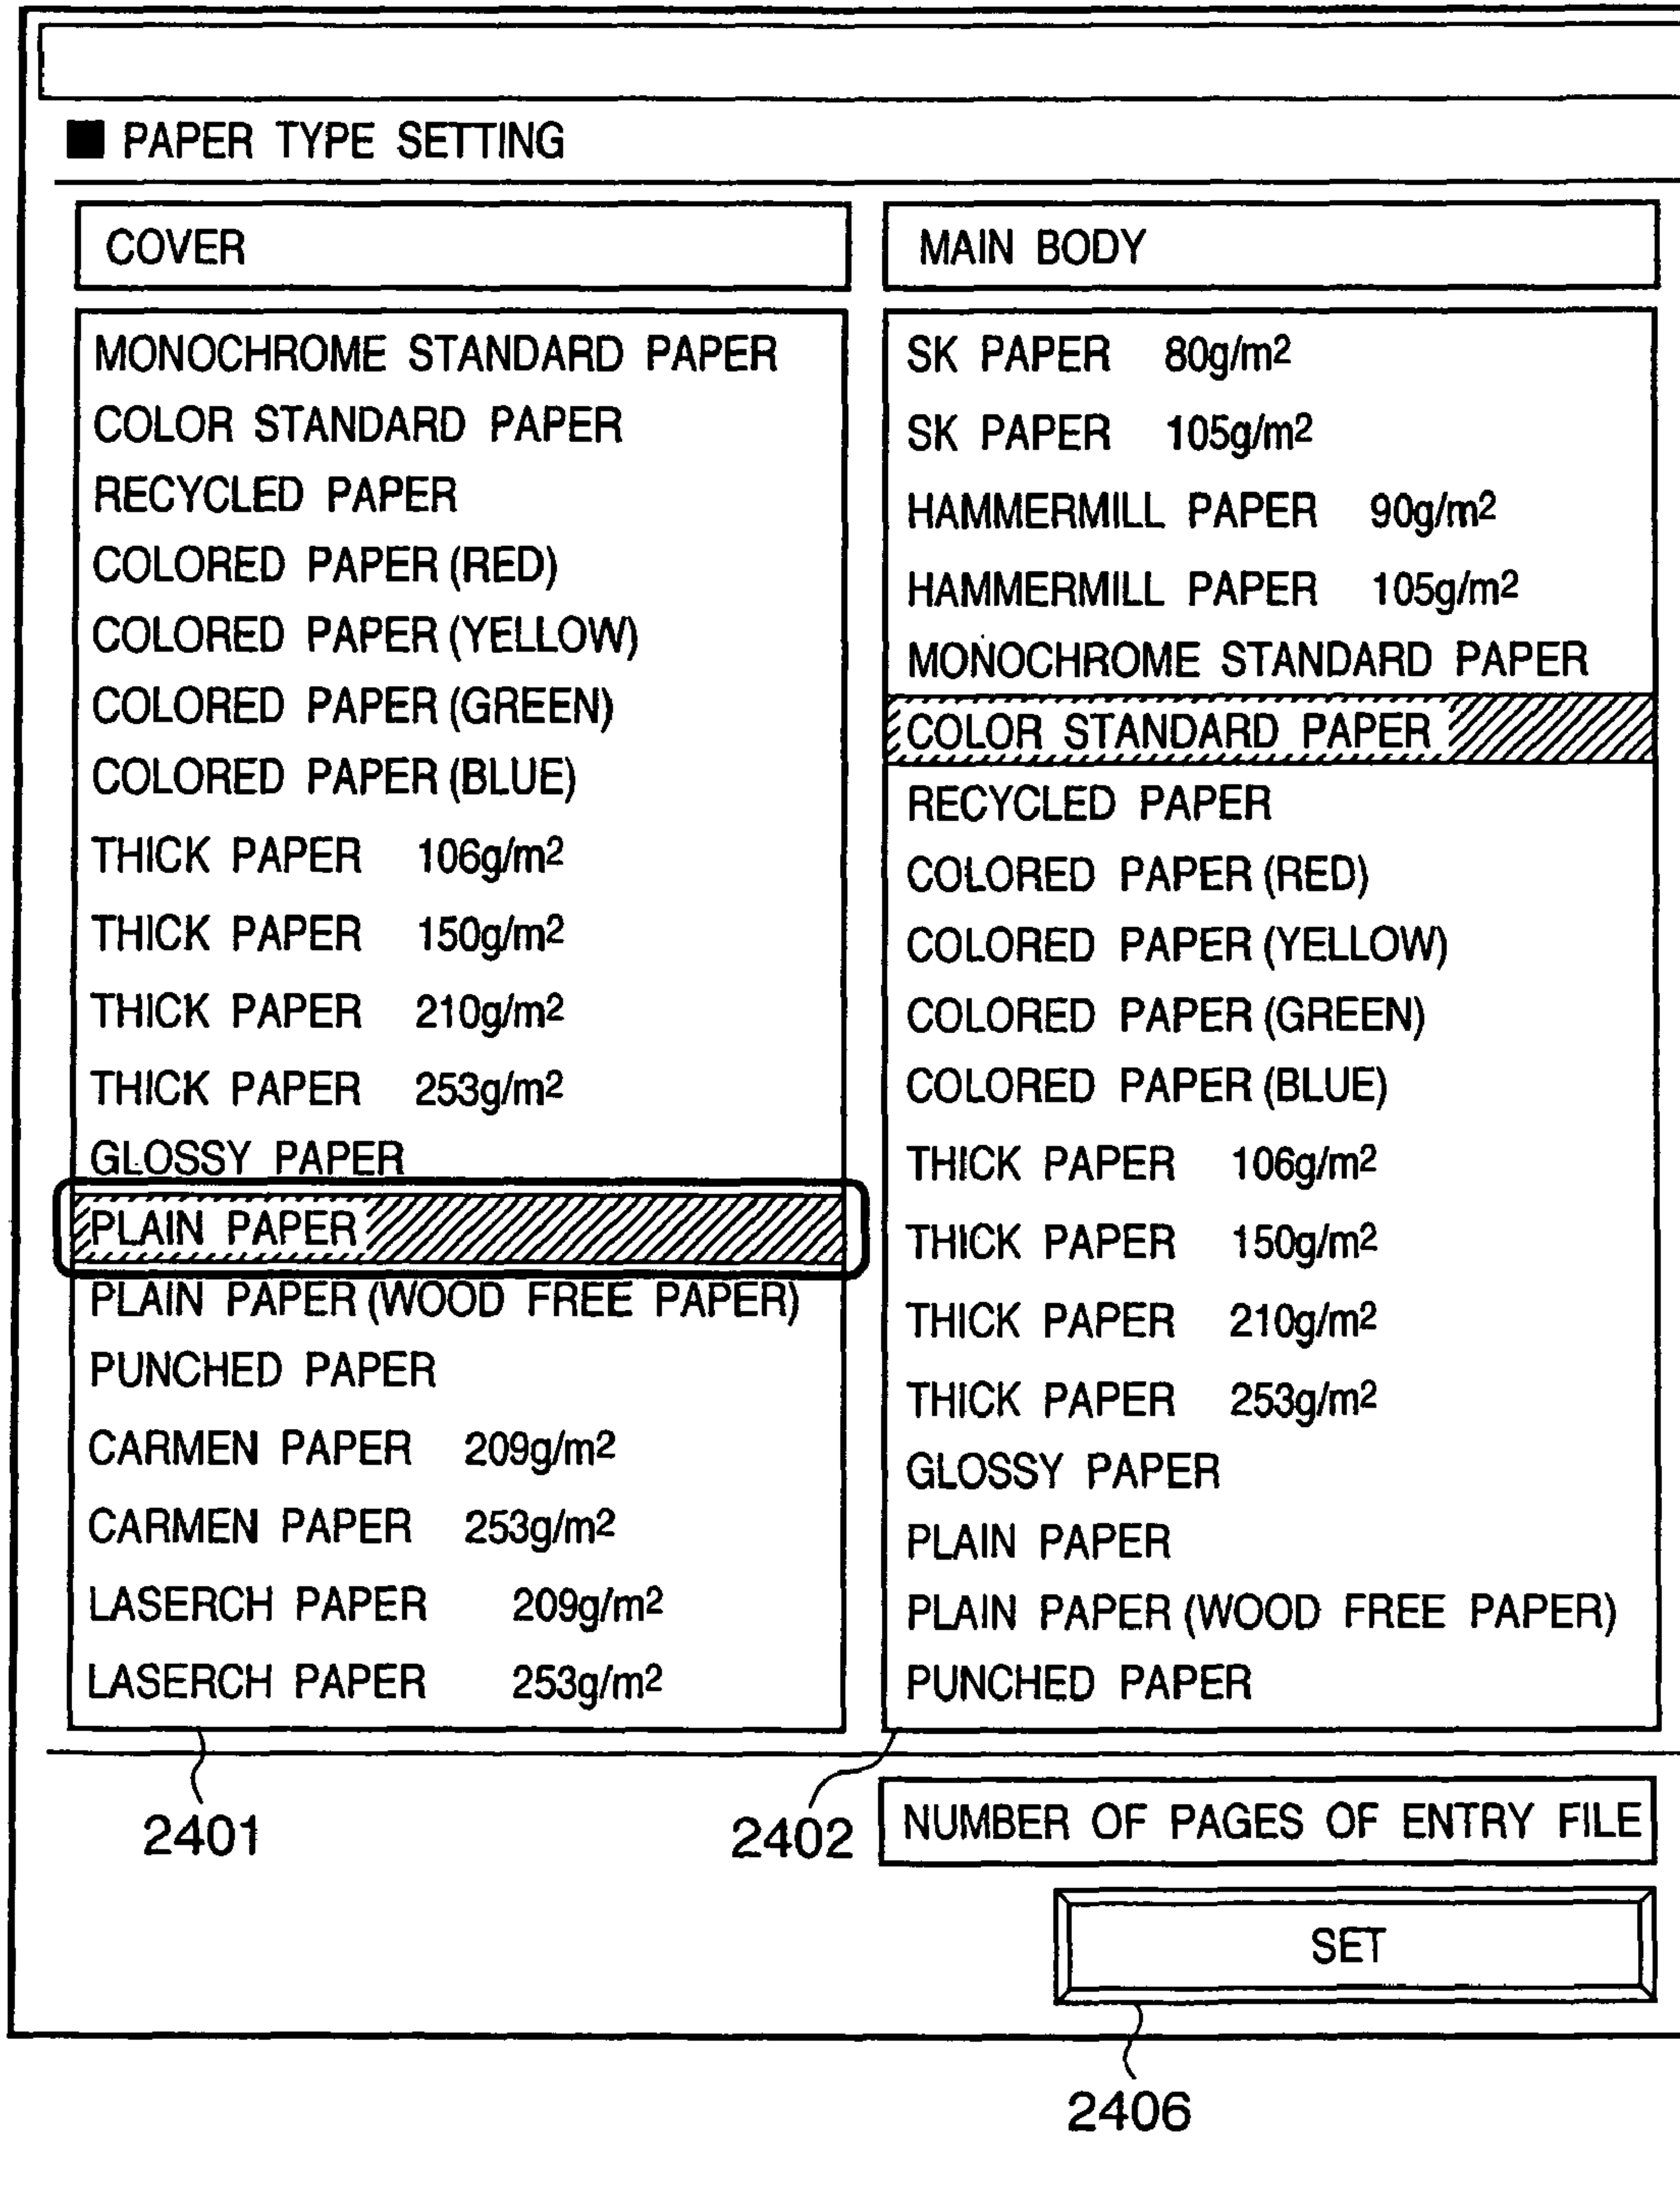 ■ PAPER TYPE SETTING
COVER
MONOCHROME STANDARD PAPER
COLOR STANDARD PAPER
RECYCLED PAPER
COLORED PAPER (RED)
COLORED PAPER (YELLOW)
COLORED PAPER (GREEN)
COLORED PAPER (BLUE)
THICK PAPER 106g/m2
THICK PAPER 150g/m2
THICK PAPER 210g/m2
THICK PAPER 253g/m2
GLOSSY PAPER
PLAIN PAPER
PLAIN PAPER (WOOD FREE PAPER)
PUNCHED PAPER
CARMEN PAPER 209g/m2
CARMEN PAPER 253g/m2
LASERCH PAPER 209g/m2
LASERCH PAPER 253g/m2
2401
MAIN BODY
SK PAPER 80g/m2
SK PAPER 105g/m2
HAMMERMILL PAPER 90g/m2
HAMMERMILL PAPER 105g/m2
MONOCHROME STANDARD PAPER
COLOR STANDARD PAPER
RECYCLED PAPER
COLORED PAPER (RED)
COLORED PAPER (YELLOW)
COLORED PAPER (GREEN)
COLORED PAPER (BLUE)
THICK PAPER 106g/m2
THICK PAPER 150g/m2
THICK PAPER 210g/m2
THICK PAPER 253g/m2
GLOSSY PAPER
PLAIN PAPER
PLAIN PAPER (WOOD FREE PAPER)
PUNCHED PAPER
2402
NUMBER OF PAGES OF ENTRY FILE
SET
2406